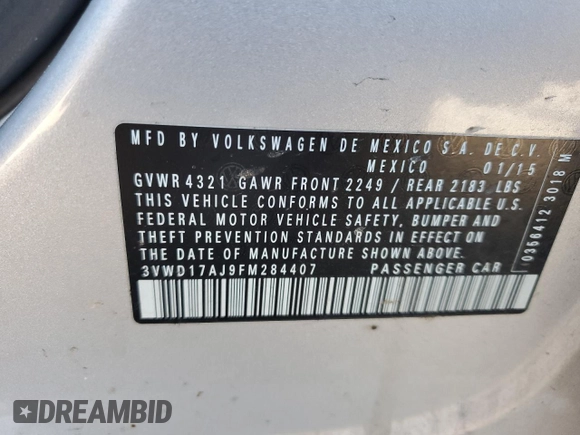 MFD BY VOLKSWAGEN DE MEXICO S.A. DE C.V.
MEXICO 01/15
GVWR 4321 GAWR FRONT 2249 / REAR 2183 LBS
THIS VEHICLE CONFORMS TO ALL APPLICABLE U.S.
FEDERAL MOTOR VEHICLE SAFETY, BUMPER AND
THEFT PREVENTION STANDARDS IN EFFECT ON
THE DATE OF MANUFACTURE SHOWN ABOVE.
3VWD17AJ9FM284407 PASSENGER CAR
0366412 3018 M
DREAMBID